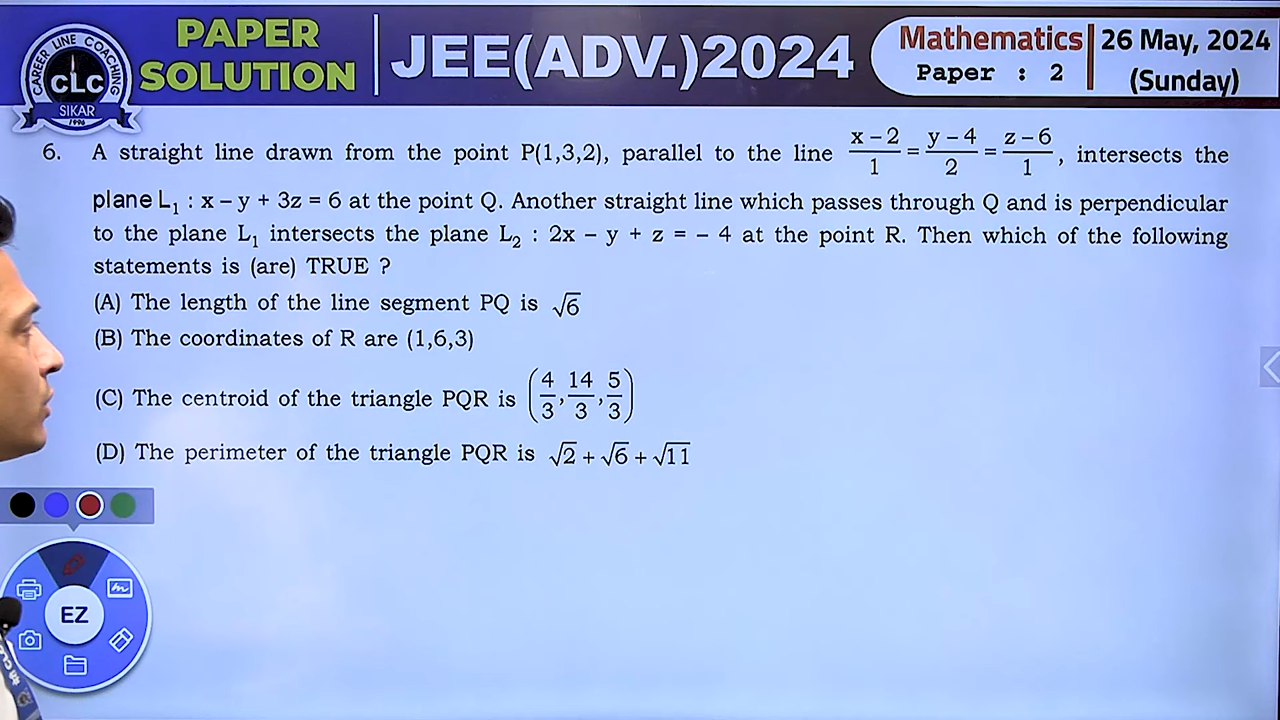 CAREER LINE COACHING
CLC
SIKAR
1996
PAPER
SOLUTION
JEE(ADV.)2024
Mathematics
Paper : 2
26 May, 2024
(Sunday)
6. A straight line drawn from the point P(1,3,2), parallel to the line (x – 2)/1 = (y – 4)/2 = (z – 6)/1, intersects the
plane L₁ : x – y + 3z = 6 at the point Q. Another straight line which passes through Q and is perpendicular
to the plane L₁ intersects the plane L₂ : 2x – y + z = – 4 at the point R. Then which of the following
statements is (are) TRUE ?
(A) The length of the line segment PQ is √6
(B) The coordinates of R are (1,6,3)
(C) The centroid of the triangle PQR is (4/3, 14/3, 5/3)
(D) The perimeter of the triangle PQR is √2 + √6 + √11
EZ